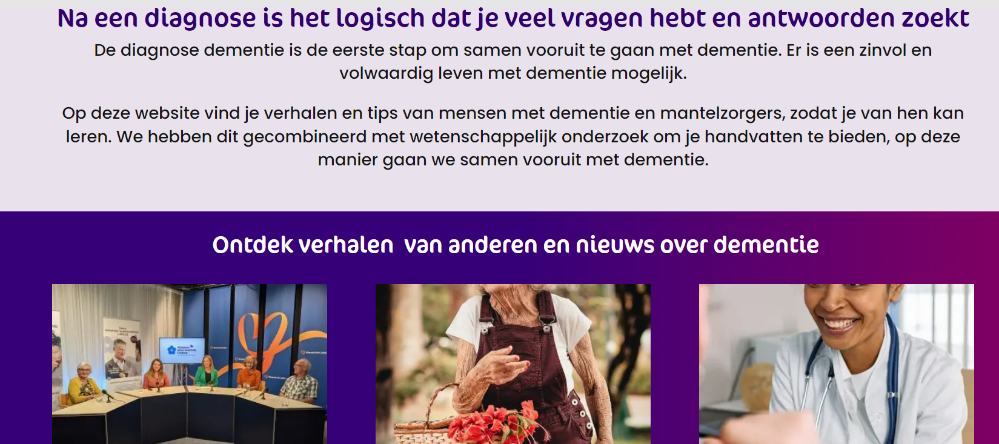 Na een diagnose is het logisch dat je veel vragen hebt en antwoorden zoekt
De diagnose dementie is de eerste stap om samen vooruit te gaan met dementie. Er is een zinvol en
volwaardig leven met dementie mogelijk.
Op deze website vind je verhalen en tips van mensen met dementie en mantelzorgers, zodat je van hen kan
leren. We hebben dit gecombineerd met wetenschappelijk onderzoek om je handvatten te bieden, op deze
manier gaan we samen vooruit met dementie.
Ontdek verhalen van anderen en nieuws over dementie
Alzheimer
onderzoekfonds
Limburg